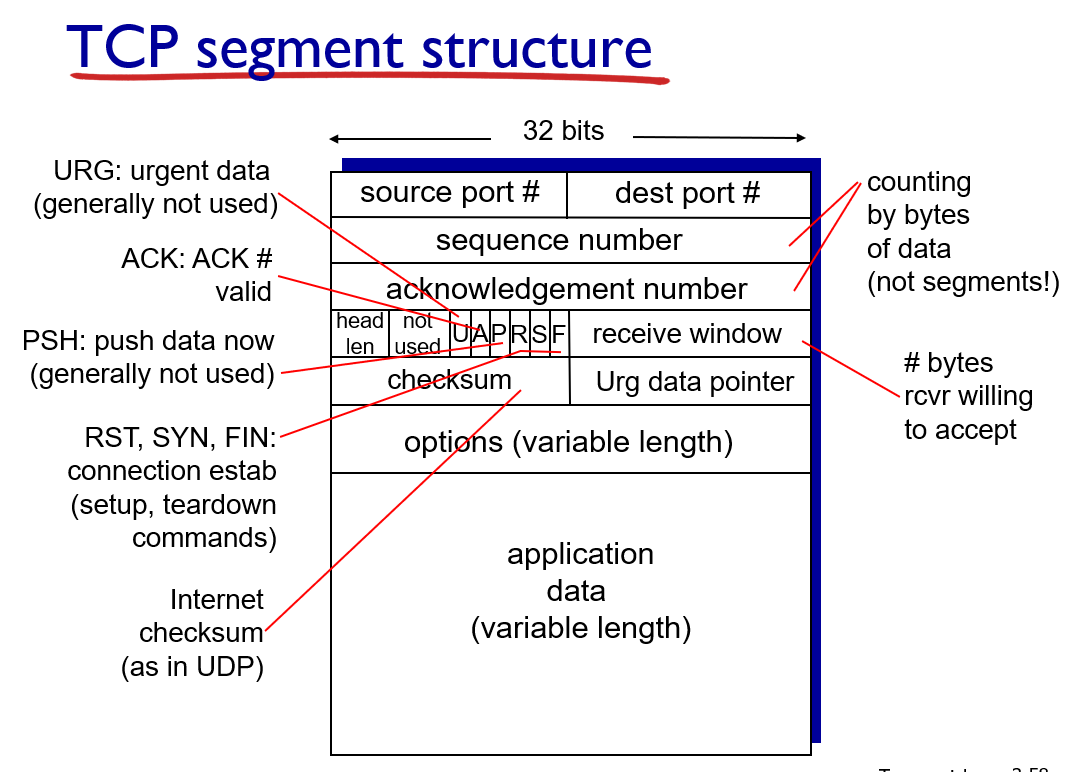 TCP segment structure
32 bits
URG: urgent data
(generally not used)
ACK: ACK #
valid
PSH: push data now
(generally not used)
RST, SYN, FIN:
connection estab
(setup, teardown
commands)
Internet
checksum
(as in UDP)
source port #
dest port #
sequence number
acknowledgement number
head
len
not
used
U
A
P
R
S
F
receive window
checksum
Urg data pointer
options (variable length)
application
data
(variable length)
counting
by bytes
of data
(not segments!)
# bytes
rcvr willing
to accept